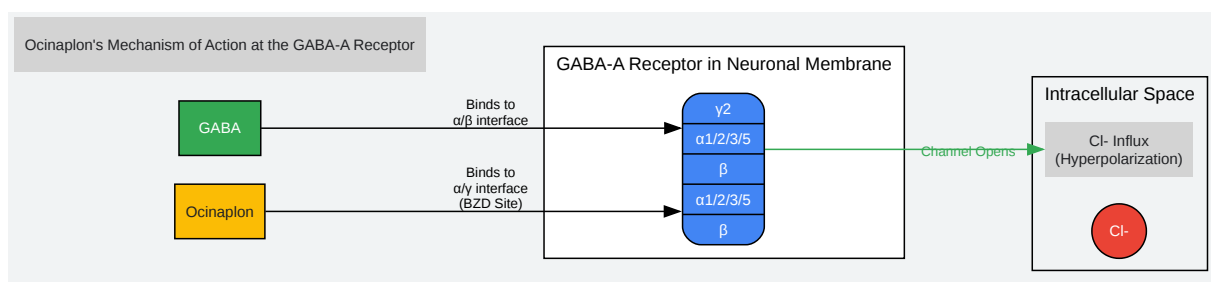 Ocinaplon's Mechanism of Action at the GABA-A Receptor
GABA
Binds to
α/β interface
Ocinaplon
Binds to
α/γ interface
(BZD Site)
GABA-A Receptor in Neuronal Membrane
γ2
α1/2/3/5
β
α1/2/3/5
β
Channel Opens
Intracellular Space
Cl- Influx
(Hyperpolarization)
Cl-